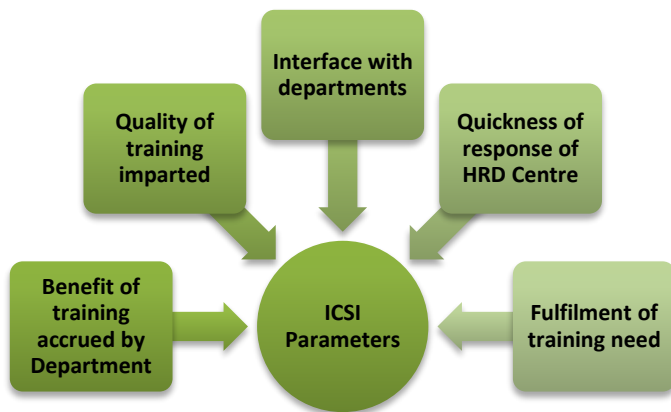 Interface with
departments
Quality of
training
imparted
Quickness of
response of
HRD Centre
Benefit of
training
accrued by
Department
ICSI
Parameters
Fulfilment of
training need